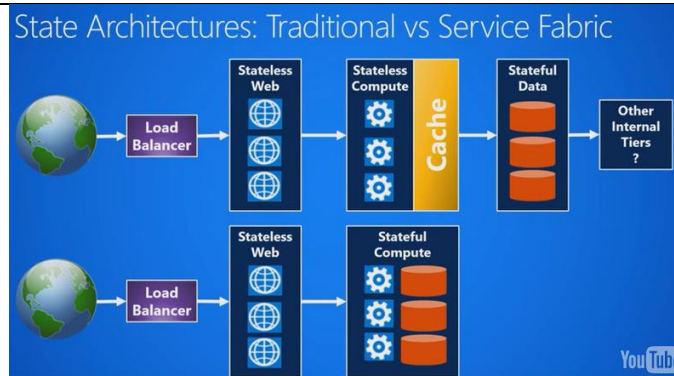 State Architectures: Traditional vs Service Fabric
Stateless
Web
Stateless
Compute
Stateful
Data
Load
Balancer
Cache
Other
Internal
Tiers
?
Stateless
Web
Stateful
Compute
Load
Balancer
YouTube